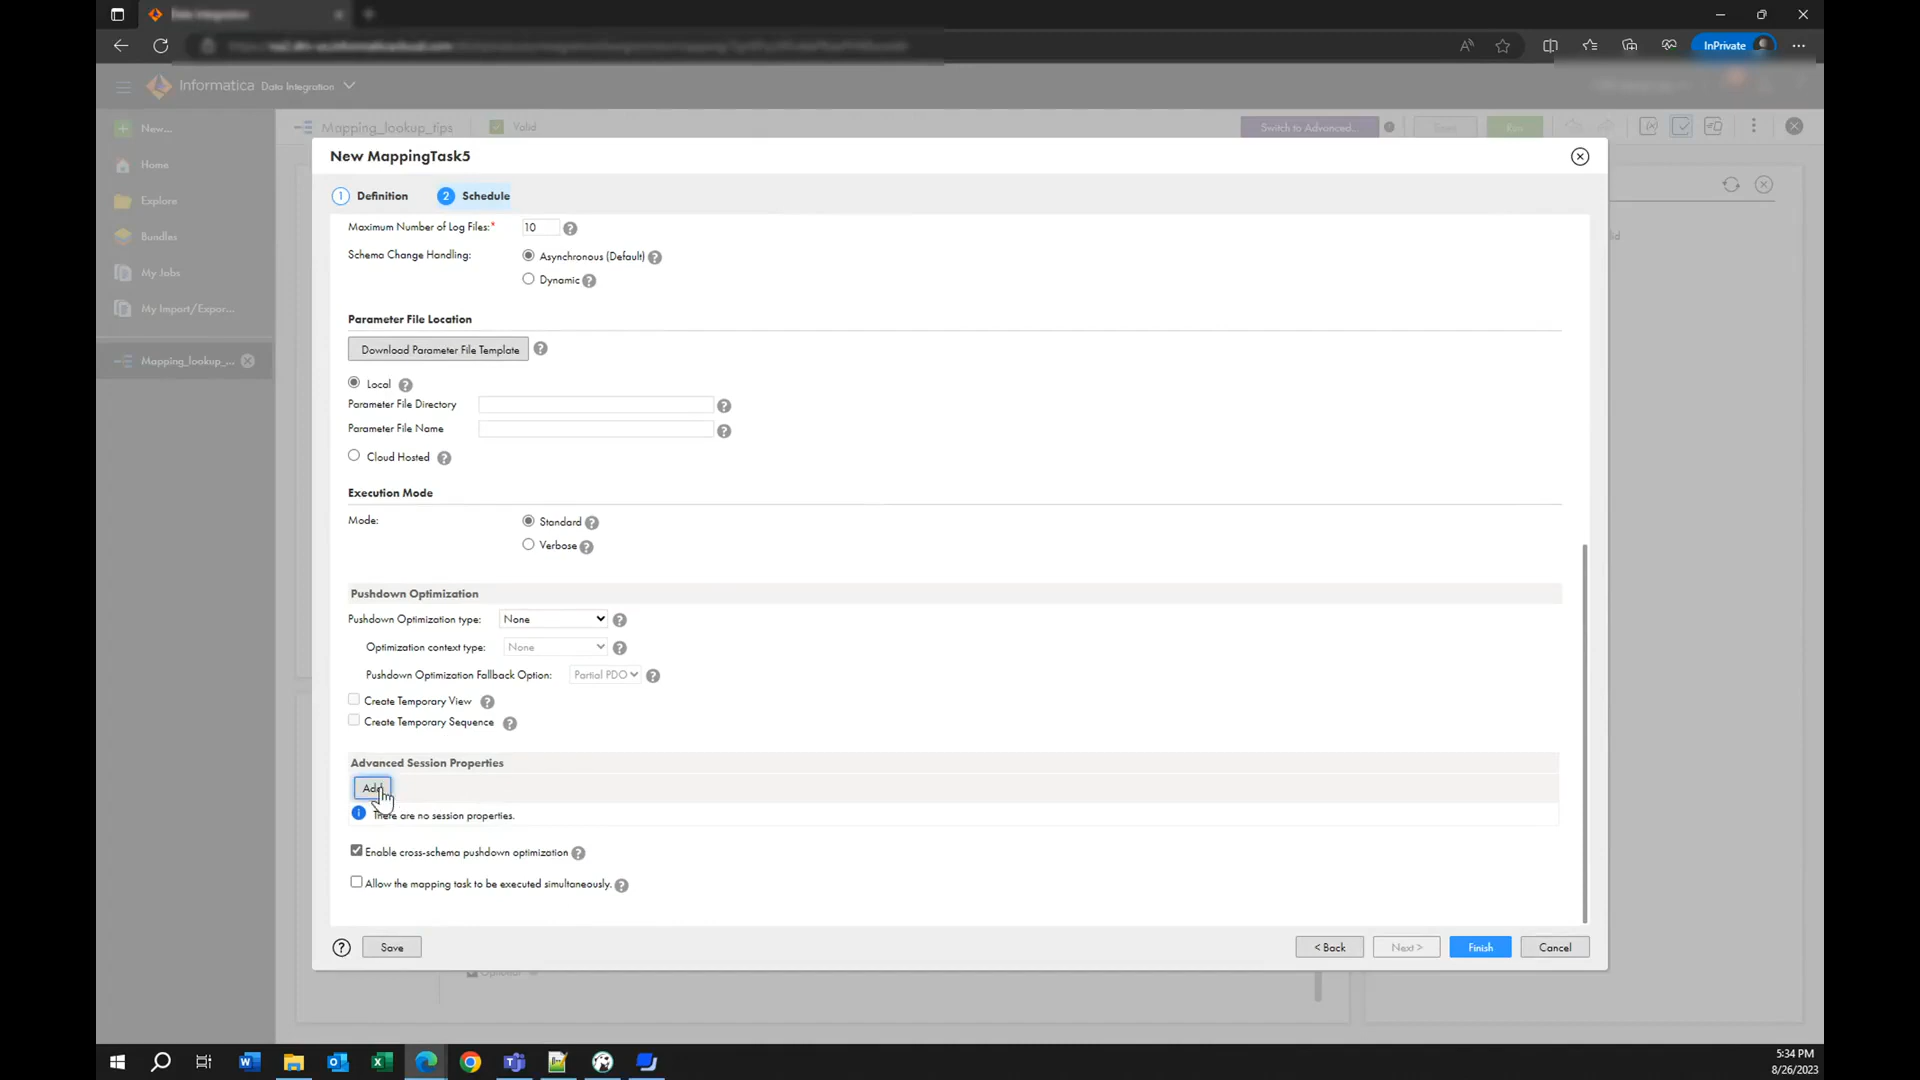 Informatica Data Integration
New...
Home
Explore
Bundles
My Jobs
My Import/Expor...
Mapping_lookup_...
Mapping_lookup_tips
Valid
Switch to Advanced...
InPrivate
New MappingTask5
1 Definition
2 Schedule
Maximum Number of Log Files:* 10
Schema Change Handling: Asynchronous (Default)
Dynamic
Parameter File Location
Download Parameter File Template
Local
Parameter File Directory
Parameter File Name
Cloud Hosted
Execution Mode
Mode: Standard
Verbose
Pushdown Optimization
Pushdown Optimization type: None
Optimization context type: None
Pushdown Optimization Fallback Option: Partial PDO
Create Temporary View
Create Temporary Sequence
Advanced Session Properties
Add
There are no session properties.
Enable cross-schema pushdown optimization
Allow the mapping task to be executed simultaneously.
Save
< Back
Next >
Finish
Cancel
5:34 PM
8/26/2023